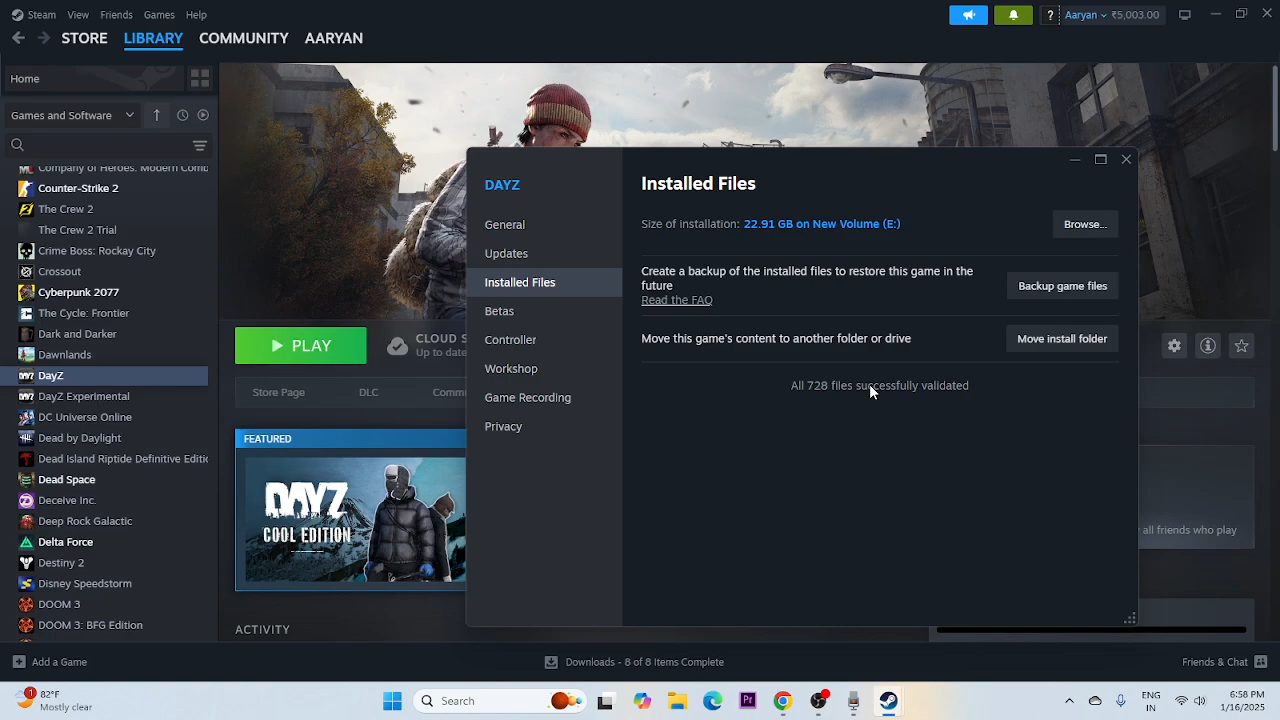 Steam View Friends Games Help
? Aaryan ₹5,003.00
STORE LIBRARY COMMUNITY AARYAN
Home
Games and Software
Company of Heroes: Modern Comb
Counter-Strike 2
The Crew 2
The Crew 2 Trial
Crime Boss: Rockay City
Crossout
Cyberpunk 2077
The Cycle: Frontier
Dark and Darker
Dawnlands
DayZ
DayZ Experimental
DC Universe Online
Dead by Daylight
Dead Island Riptide Definitive Editio
Dead Space
Deceive Inc.
Deep Rock Galactic
Delta Force
Destiny 2
Disney Speedstorm
DOOM 3
DOOM 3: BFG Edition
PLAY
CLOUD S
Up to date
Store Page DLC Commu
FEATURED
DAYZ
COOL EDITION
ACTIVITY
all friends who play
DAYZ
General
Updates
Installed Files
Betas
Controller
Workshop
Game Recording
Privacy
Installed Files
Size of installation: 22.91 GB on New Volume (E:)
Browse...
Create a backup of the installed files to restore this game in the
future
Read the FAQ
Backup game files
Move this game's content to another folder or drive
Move install folder
All 728 files successfully validated
Add a Game
Downloads - 8 of 8 Items Complete
Friends & Chat
1
82°F
Mostly clear
Search
Pr
ENG
IN
6:58 PM
1/16/2025